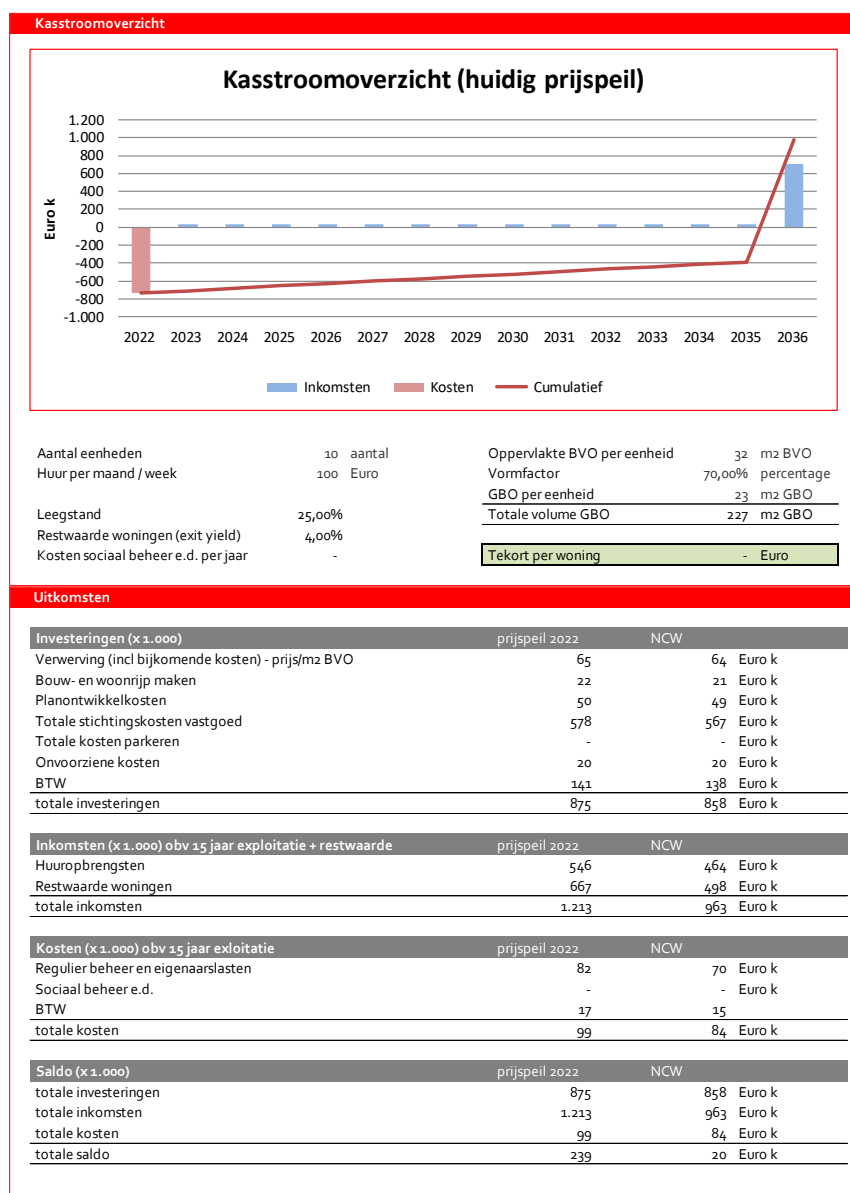 Kasstroomoverzicht
Kasstroomoverzicht (huidig prijspeil)
Euro k
1.200
1.000
800
600
400
200
0
-200
-400
-600
-800
-1.000
2022 2023 2024 2025 2026 2027 2028 2029 2030 2031 2032 2033 2034 2035 2036
Inkomsten Kosten Cumulatief
Aantal eenheden 10 aantal Oppervlakte BVO per eenheid 32 m2 BVO
Huur per maand / week 100 Euro Vormfactor 70,00% percentage
GBO per eenheid 23 m2 GBO
Leegstand 25,00% Totale volume GBO 227 m2 GBO
Restwaarde woningen (exit yield) 4,00%
Kosten sociaal beheer e.d. per jaar - Tekort per woning - Euro
Uitkomsten
Investeringen (x 1.000) prijspeil 2022 NCW
Verwerving (incl bijkomende kosten) - prijs/m2 BVO 65 64 Euro k
Bouw- en woonrijp maken 22 21 Euro k
Planontwikkelkosten 50 49 Euro k
Totale stichtingskosten vastgoed 578 567 Euro k
Totale kosten parkeren - - Euro k
Onvoorziene kosten 20 20 Euro k
BTW 141 138 Euro k
totale investeringen 875 858 Euro k
Inkomsten (x 1.000) obv 15 jaar exploitatie + restwaarde prijspeil 2022 NCW
Huuropbrengsten 546 464 Euro k
Restwaarde woningen 667 498 Euro k
totale inkomsten 1.213 963 Euro k
Kosten (x 1.000) obv 15 jaar exloitatie prijspeil 2022 NCW
Regulier beheer en eigenaarslasten 82 70 Euro k
Sociaal beheer e.d. - - Euro k
BTW 17 15
totale kosten 99 84 Euro k
Saldo (x 1.000) prijspeil 2022 NCW
totale investeringen 875 858 Euro k
totale inkomsten 1.213 963 Euro k
totale kosten 99 84 Euro k
totale saldo 239 20 Euro k